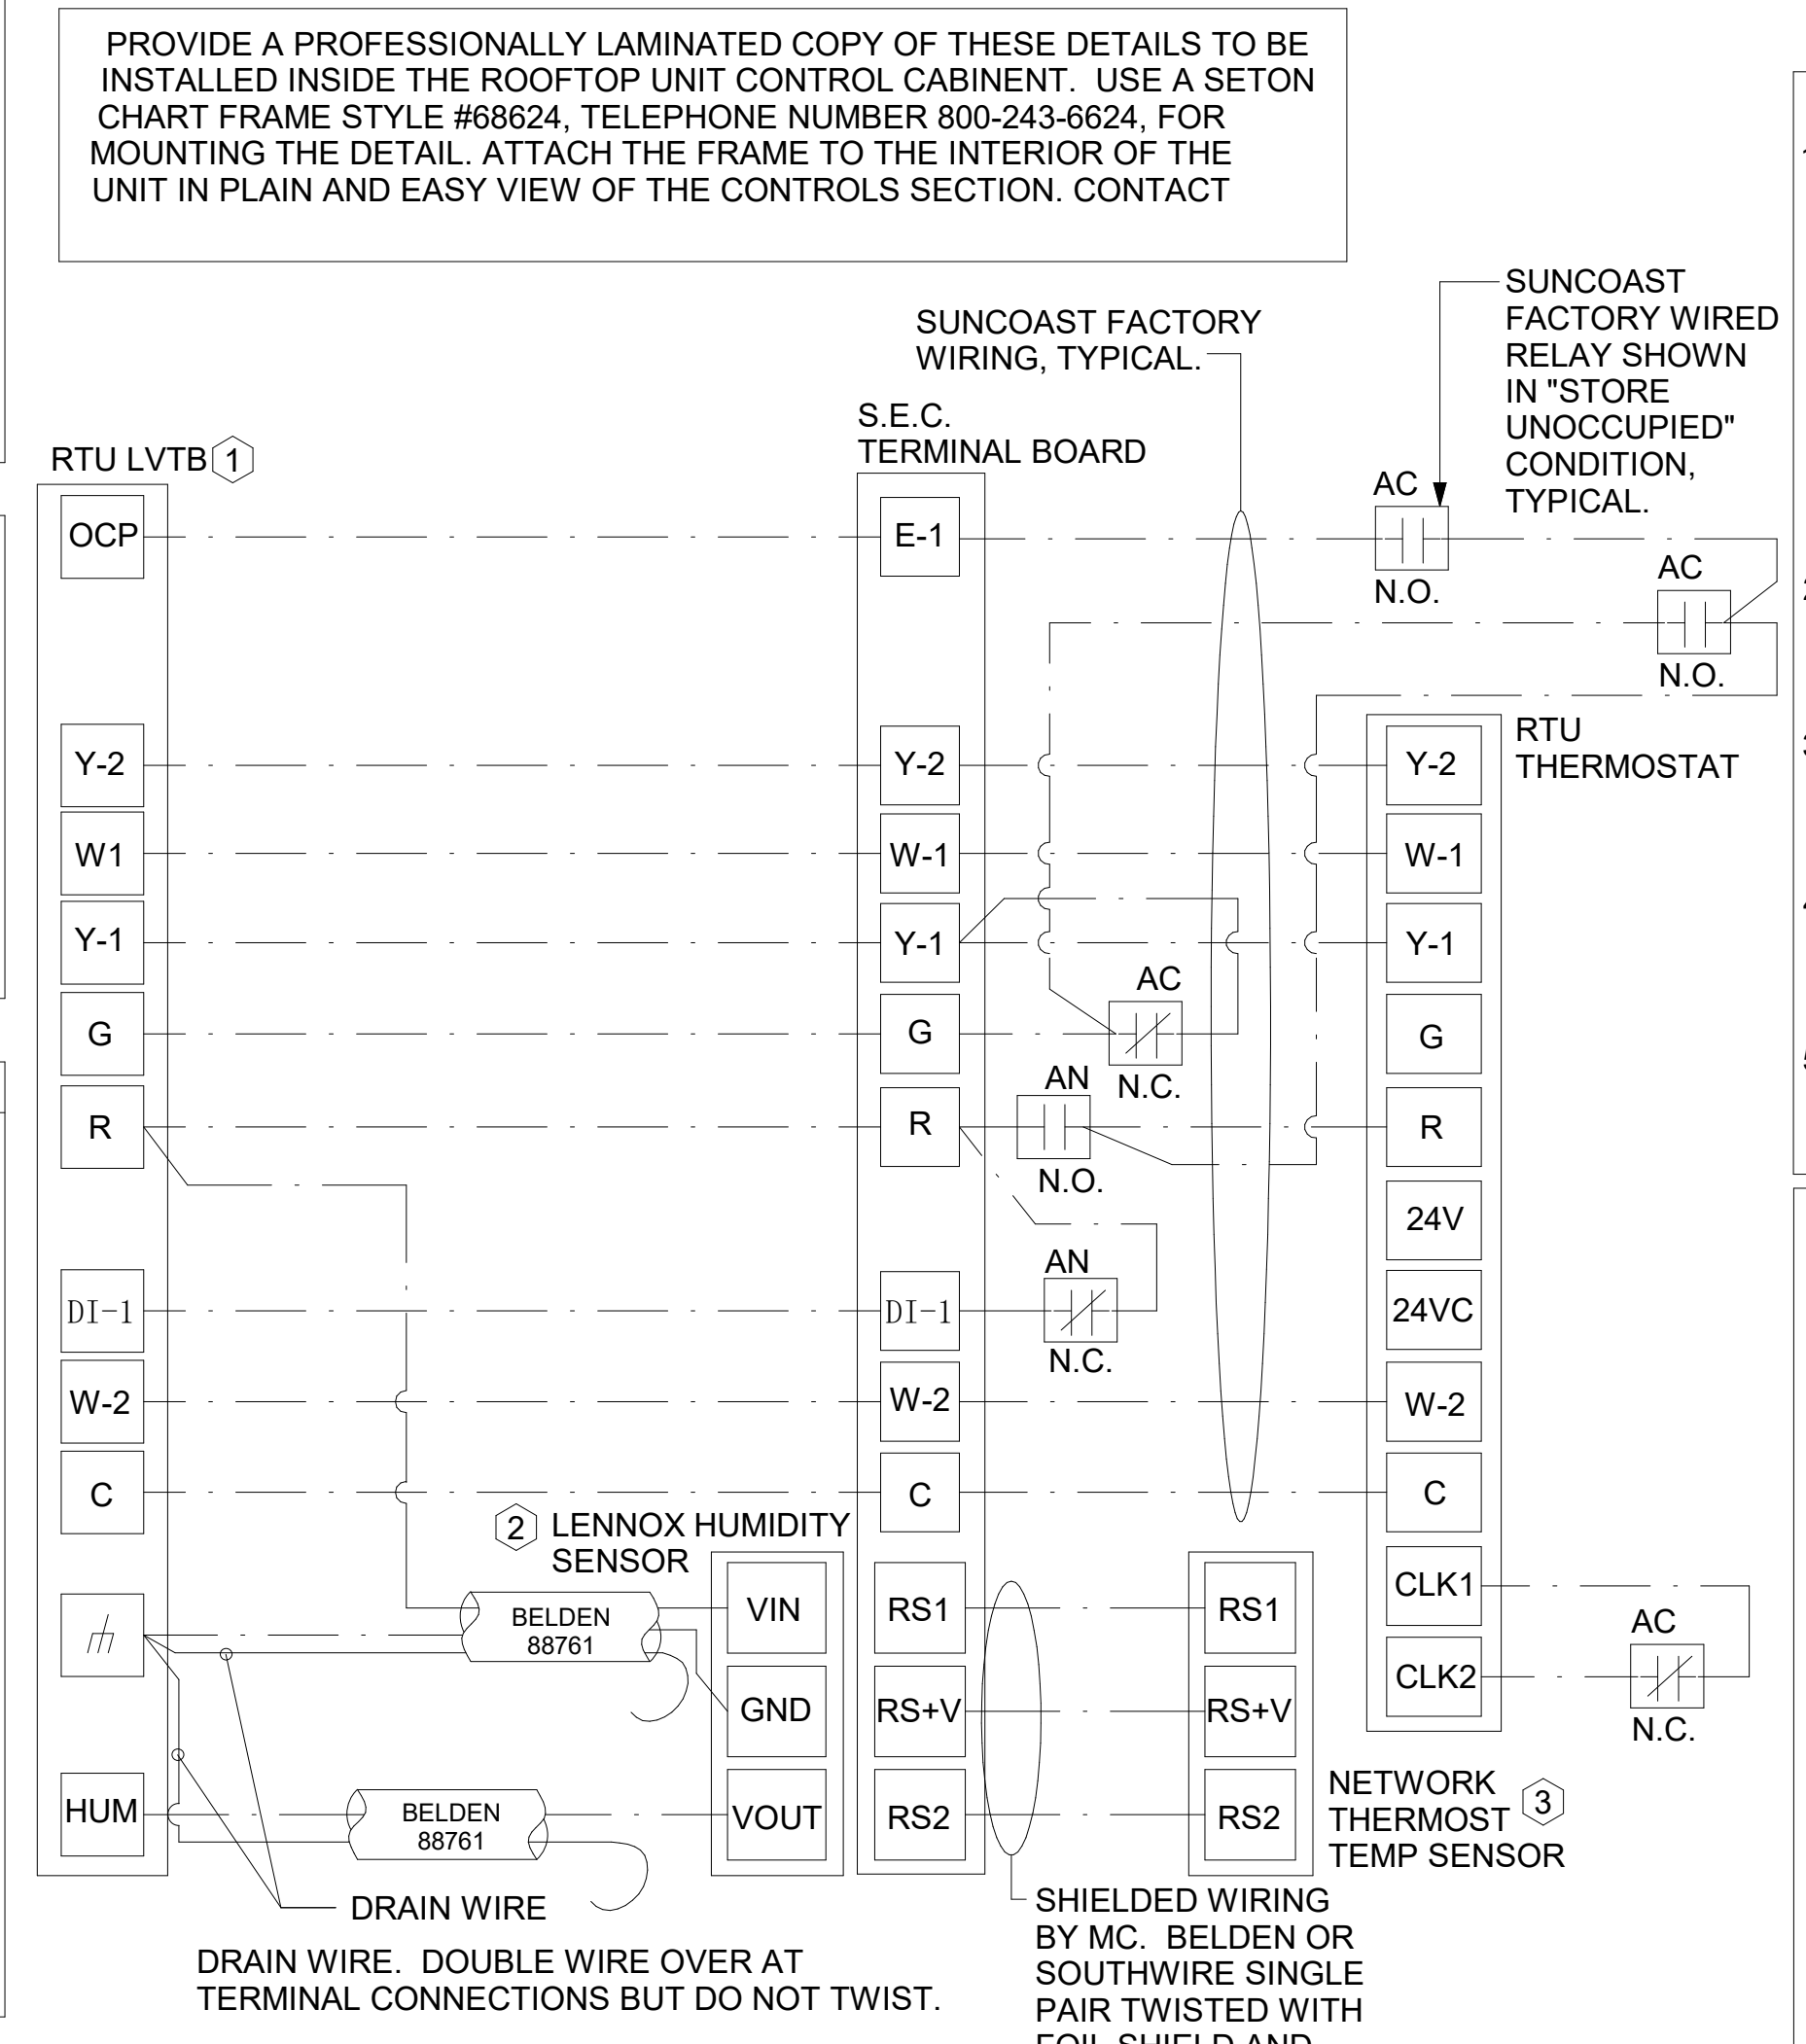 PROVIDE A PROFESSIONALLY LAMINATED COPY OF THESE DETAILS TO BE
INSTALLED INSIDE THE ROOFTOP UNIT CONTROL CABINENT. USE A SETON
CHART FRAME STYLE #68624, TELEPHONE NUMBER 800-243-6624, FOR
MOUNTING THE DETAIL. ATTACH THE FRAME TO THE INTERIOR OF THE
UNIT IN PLAIN AND EASY VIEW OF THE CONTROLS SECTION. CONTACT
SUNCOAST FACTORY
WIRING, TYPICAL.
SUNCOAST
FACTORY WIRED
RELAY SHOWN
IN "STORE
UNOCCUPIED"
CONDITION,
TYPICAL.
RTU LVTB 1
OCP
Y-2
W1
Y-1
G
R
DI-1
W-2
C
HUM
S.E.C.
TERMINAL BOARD
E-1
Y-2
W-1
Y-1
G
R
DI-1
W-2
C
RS1
RS+V
RS2
AC
N.O.
AC
N.O.
AC
N.C.
AN
N.O.
AN
N.C.
RTU
THERMOSTAT
Y-2
W-1
Y-1
G
R
24V
24VC
W-2
C
CLK1
CLK2
AC
N.C.
2 LENNOX HUMIDITY
SENSOR
VIN
GND
VOUT
BELDEN
88761
BELDEN
88761
RS1
RS+V
RS2
NETWORK
THERMOST 3
TEMP SENSOR
DRAIN WIRE
DRAIN WIRE. DOUBLE WIRE OVER AT
TERMINAL CONNECTIONS BUT DO NOT TWIST.
SHIELDED WIRING
BY MC. BELDEN OR
SOUTHWIRE SINGLE
PAIR TWISTED WITH
FOIL SHIELD AND